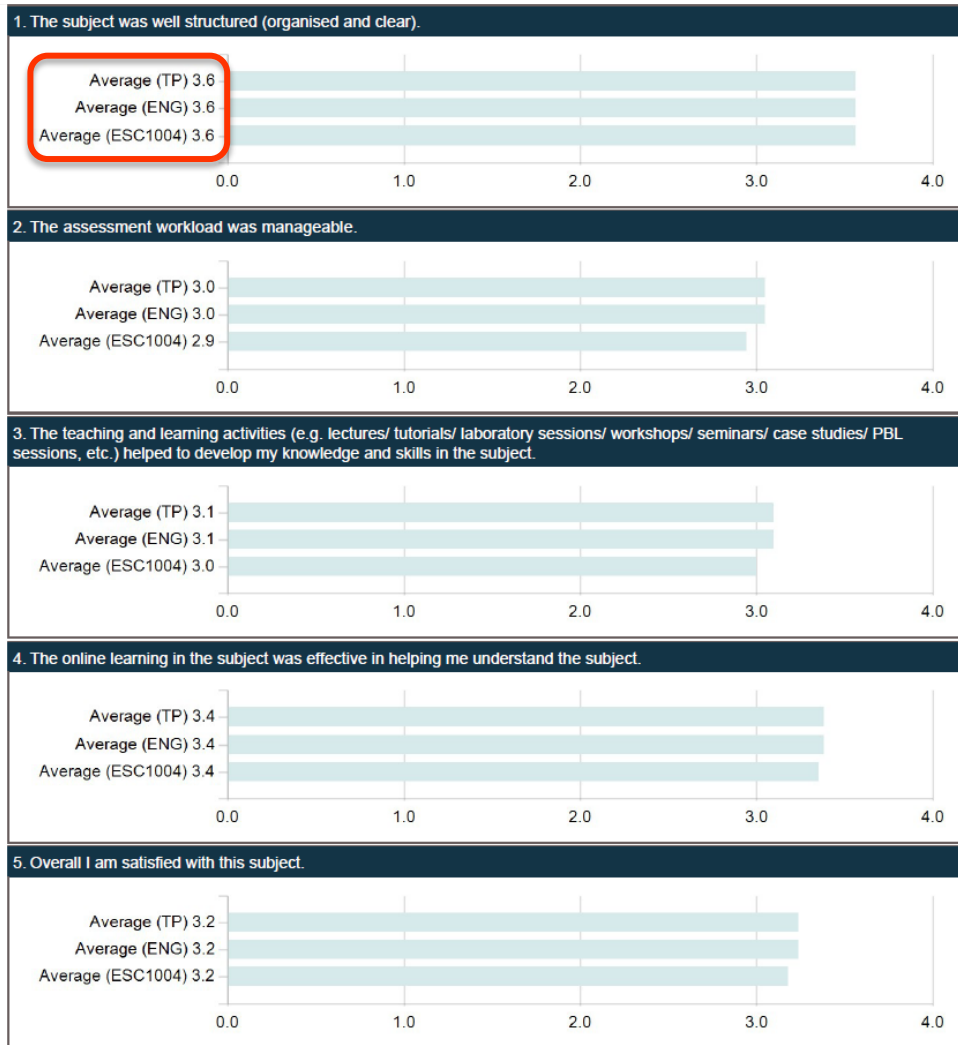 1. The subject was well structured (organised and clear).
Average (TP) 3.6
Average (ENG) 3.6
Average (ESC1004) 3.6
0.0 1.0 2.0 3.0 4.0
2. The assessment workload was manageable.
Average (TP) 3.0
Average (ENG) 3.0
Average (ESC1004) 2.9
0.0 1.0 2.0 3.0 4.0
3. The teaching and learning activities (e.g. lectures/ tutorials/ laboratory sessions/ workshops/ seminars/ case studies/ PBL
sessions, etc.) helped to develop my knowledge and skills in the subject.
Average (TP) 3.1
Average (ENG) 3.1
Average (ESC1004) 3.0
0.0 1.0 2.0 3.0 4.0
4. The online learning in the subject was effective in helping me understand the subject.
Average (TP) 3.4
Average (ENG) 3.4
Average (ESC1004) 3.4
0.0 1.0 2.0 3.0 4.0
5. Overall I am satisfied with this subject.
Average (TP) 3.2
Average (ENG) 3.2
Average (ESC1004) 3.2
0.0 1.0 2.0 3.0 4.0